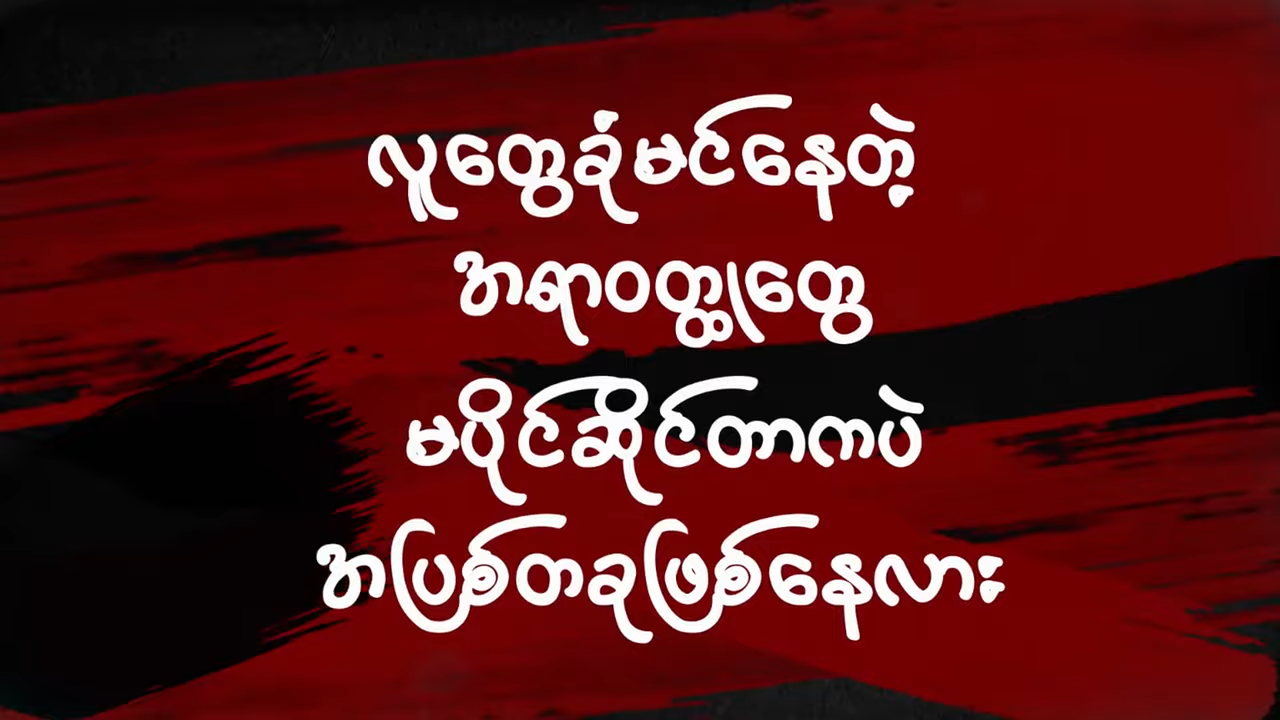 လူတွေခုံမင်နေတဲ့
အရာဝတ္ထုတွေ
မပိုင်ဆိုင်တာကပဲ
အပြစ်တခုဖြစ်နေလား